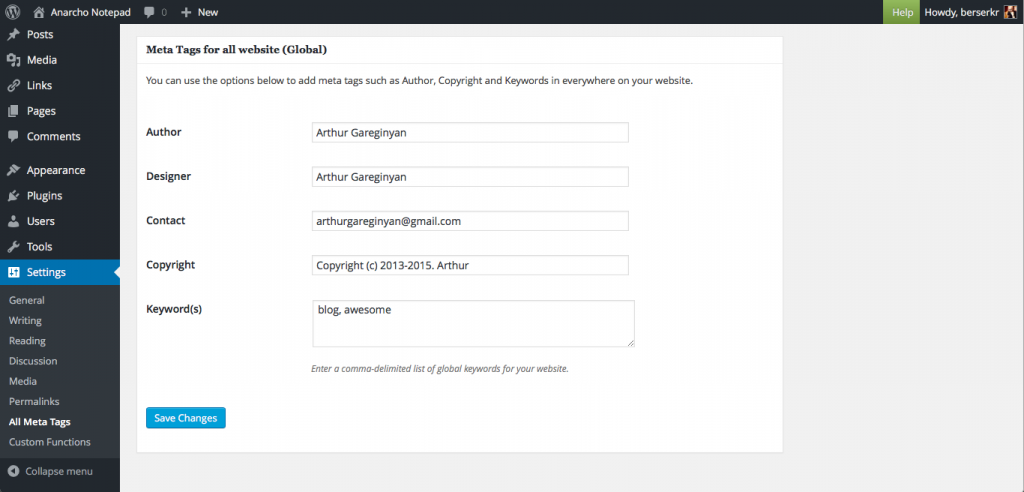 Anarcho Notepad 0 New Help Howdy, berserkr
Posts
Media
Links
Pages
Comments
Appearance
Plugins
Users
Tools
Settings
General
Writing
Reading
Discussion
Media
Permalinks
All Meta Tags
Custom Functions
Collapse menu
Meta Tags for all website (Global)
You can use the options below to add meta tags such as Author, Copyright and Keywords in everywhere on your website.
Author Arthur Gareginyan
Designer Arthur Gareginyan
Contact arthurgareginyan@gmail.com
Copyright Copyright (c) 2013-2015. Arthur
Keyword(s) blog, awesome
Enter a comma-delimited list of global keywords for your website.
Save Changes